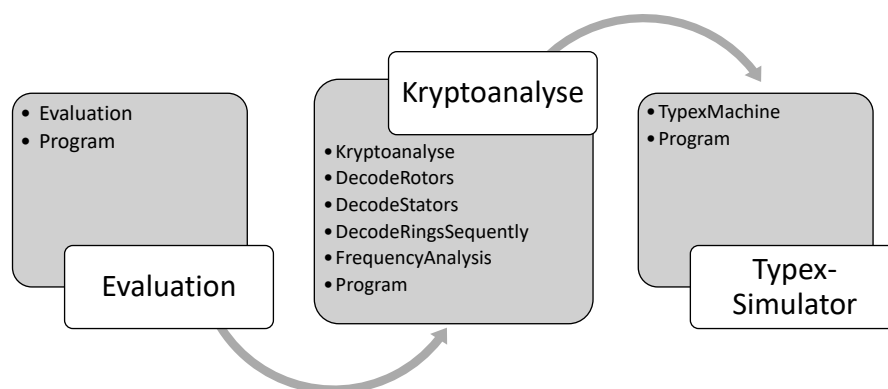 • Evaluation
• Program
Evaluation
Kryptoanalyse
• Kryptoanalyse
• DecodeRotors
• DecodeStators
• DecodeRingsSequently
• FrequencyAnalysis
• Program
• TypexMachine
• Program
Typex-
Simulator